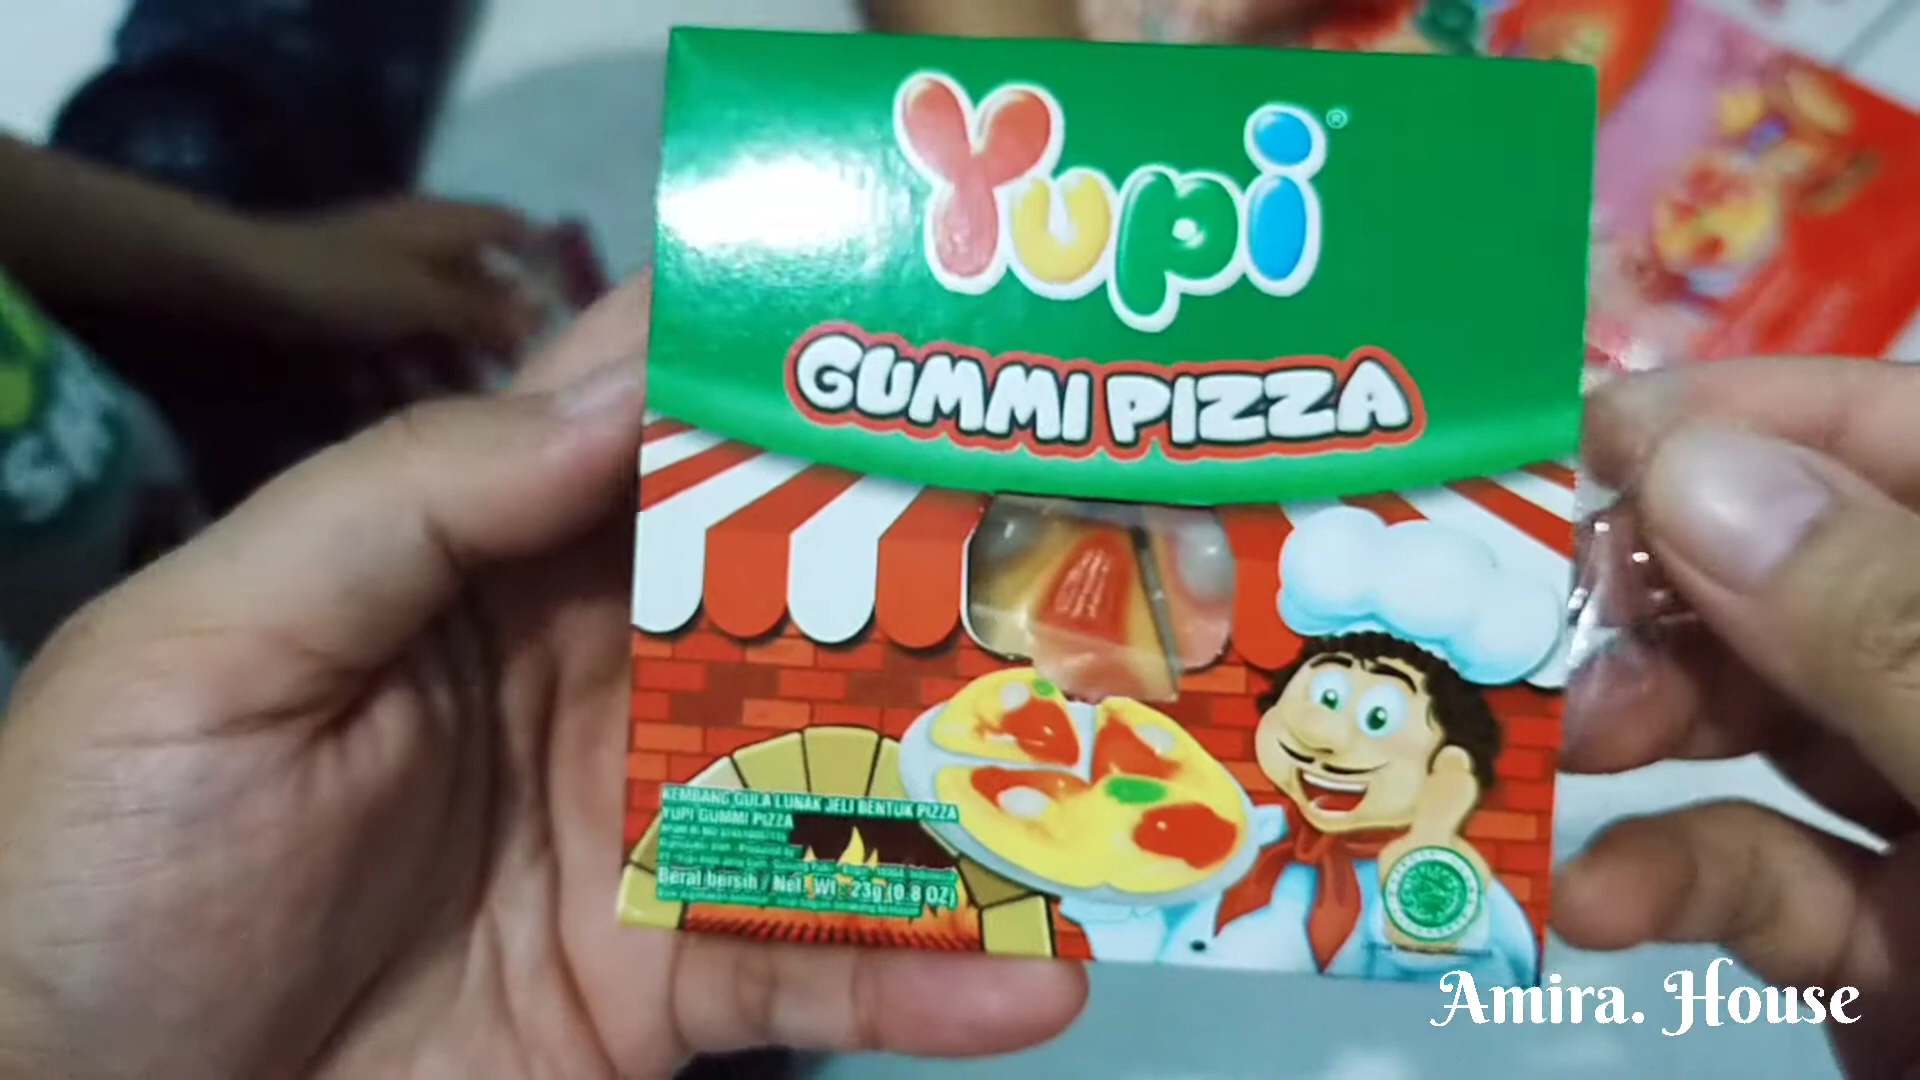 Yupi®
GUMMI PIZZA
KEMBANG GULA LUNAK JELI BENTUK PIZZA
YUPI GUMMI PIZZA
Berat bersih / Net. Wt : 23g (0.8 OZ)
Amira. House